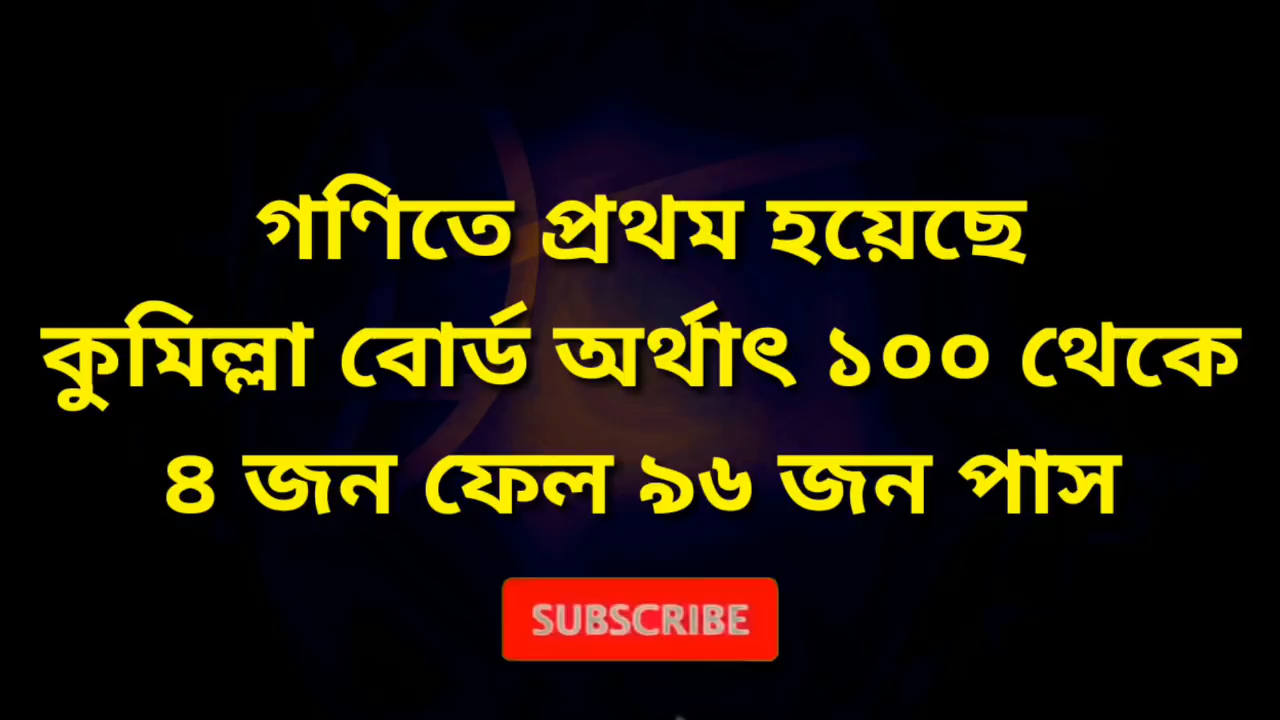 গণিতে প্রথম হয়েছে
কুমিল্লা বোর্ড অর্থাৎ ১০০ থেকে
৪ জন ফেল ৯৬ জন পাস
SUBSCRIBE